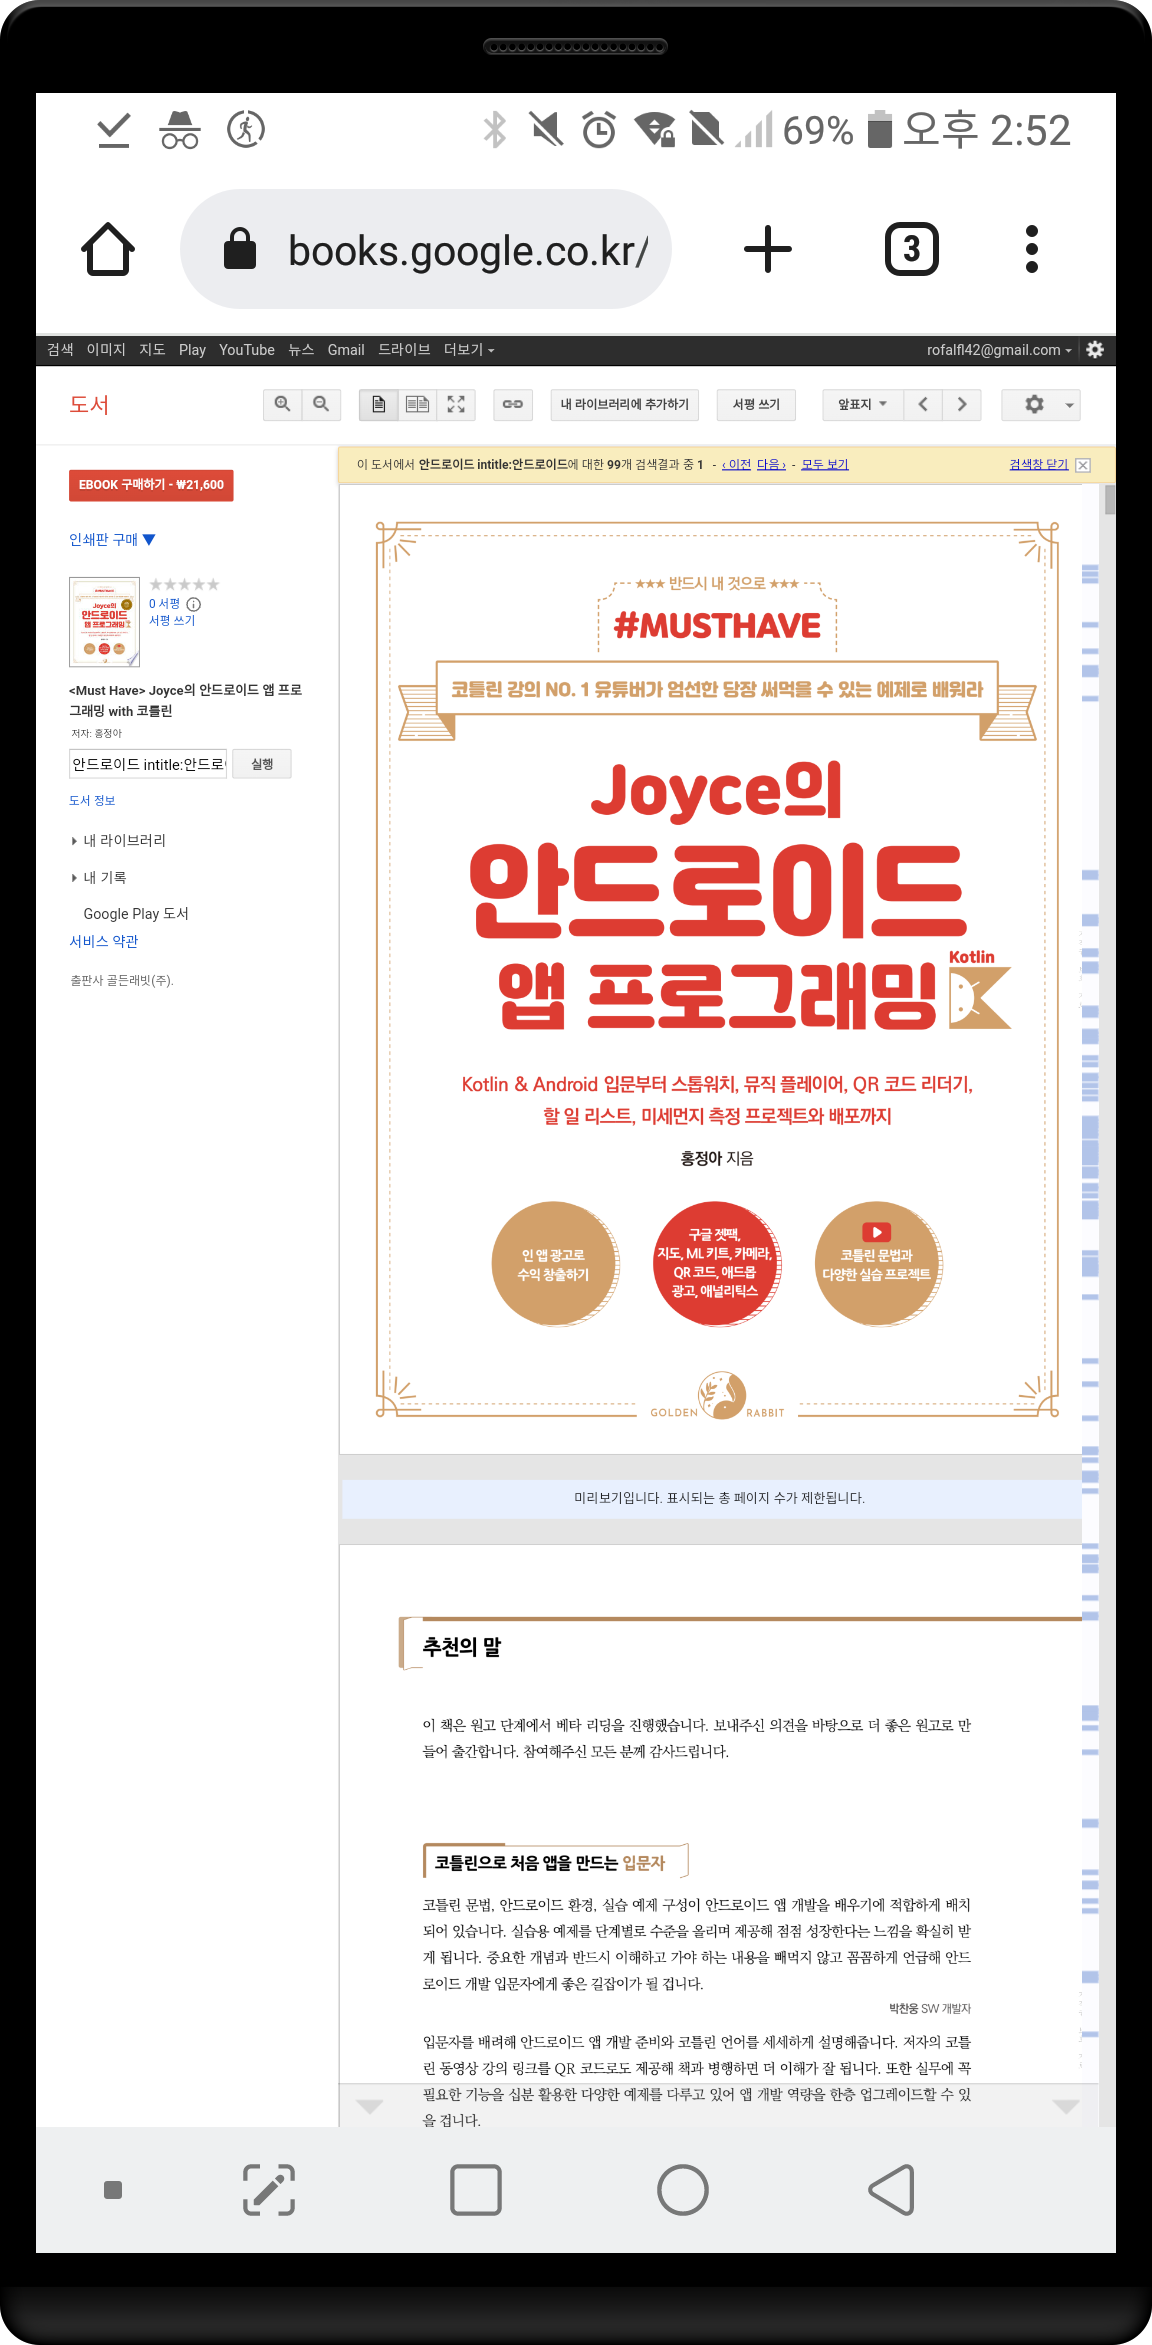 69% 오후 2:52
books.google.co.kr/
3
검색 이미지 지도 Play YouTube 뉴스 Gmail 드라이브 더보기
rofalfl42@gmail.com
도서
내 라이브러리에 추가하기 서평 쓰기 앞표지
EBOOK 구매하기 - ₩21,600
인쇄판 구매 ▼
0 서평
서평 쓰기
<Must Have> Joyce의 안드로이드 앱 프로
그래밍 with 코틀린
저자: 홍정아
안드로이드 intitle:안드로이
실행
도서 정보
내 라이브러리
내 기록
Google Play 도서
서비스 약관
출판사 골든래빗(주).
이 도서에서 안드로이드 intitle:안드로이드에 대한 99개 검색결과 중 1 - ‹ 이전 다음 › - 모두 보기
검색창 닫기
★★★ 반드시 내 것으로 ★★★
#MUSTHAVE
코틀린 강의 NO. 1 유튜버가 엄선한 당장 써먹을 수 있는 예제로 배워라
Joyce의
안드로이드
앱 프로그래밍
Kotlin
Kotlin & Android 입문부터 스톱워치, 뮤직 플레이어, QR 코드 리더기,
할 일 리스트, 미세먼지 측정 프로젝트와 배포까지
홍정아 지음
인 앱 광고로
수익 창출하기
구글 젯팩,
지도, ML 키트, 카메라,
QR 코드, 애드몹
광고, 애널리틱스
코틀린 문법과
다양한 실습 프로젝트
GOLDEN RABBIT
미리보기입니다. 표시되는 총 페이지 수가 제한됩니다.
추천의 말
이 책은 원고 단계에서 베타 리딩을 진행했습니다. 보내주신 의견을 바탕으로 더 좋은 원고로 만
들어 출간합니다. 참여해주신 모든 분께 감사드립니다.
코틀린으로 처음 앱을 만드는 입문자
코틀린 문법, 안드로이드 환경, 실습 예제 구성이 안드로이드 앱 개발을 배우기에 적합하게 배치
되어 있습니다. 실습용 예제를 단계별로 수준을 올리며 제공해 점점 성장한다는 느낌을 확실히 받
게 됩니다. 중요한 개념과 반드시 이해하고 가야 하는 내용을 빼먹지 않고 꼼꼼하게 언급해 안드
로이드 개발 입문자에게 좋은 길잡이가 될 겁니다.
박찬웅 SW 개발자
입문자를 배려해 안드로이드 앱 개발 준비와 코틀린 언어를 세세하게 설명해줍니다. 저자의 코틀
린 동영상 강의 링크를 QR 코드로도 제공해 책과 병행하면 더 이해가 잘 됩니다. 또한 실무에 꼭
필요한 기능을 십분 활용한 다양한 예제를 다루고 있어 앱 개발 역량을 한층 업그레이드할 수 있
을 겁니다.